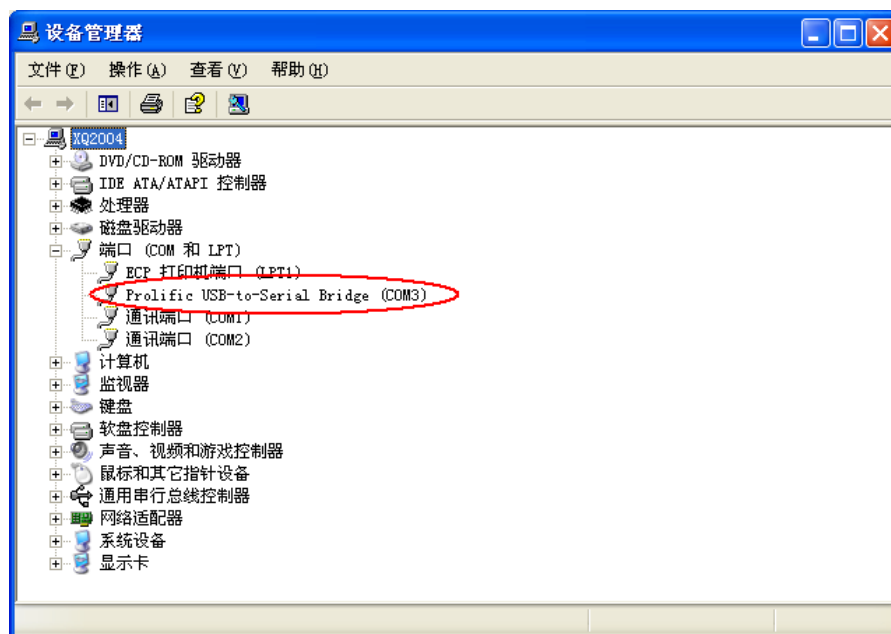 设备管理器
文件(F) 操作(A) 查看(V) 帮助(H)
XQ2004
DVD/CD-ROM 驱动器
IDE ATA/ATAPI 控制器
处理器
磁盘驱动器
端口 (COM 和 LPT)
ECP 打印机端口 (LPT1)
Prolific USB-to-Serial Bridge (COM3)
通讯端口 (COM1)
通讯端口 (COM2)
计算机
监视器
键盘
软盘控制器
声音、视频和游戏控制器
鼠标和其它指针设备
通用串行总线控制器
网络适配器
系统设备
显示卡